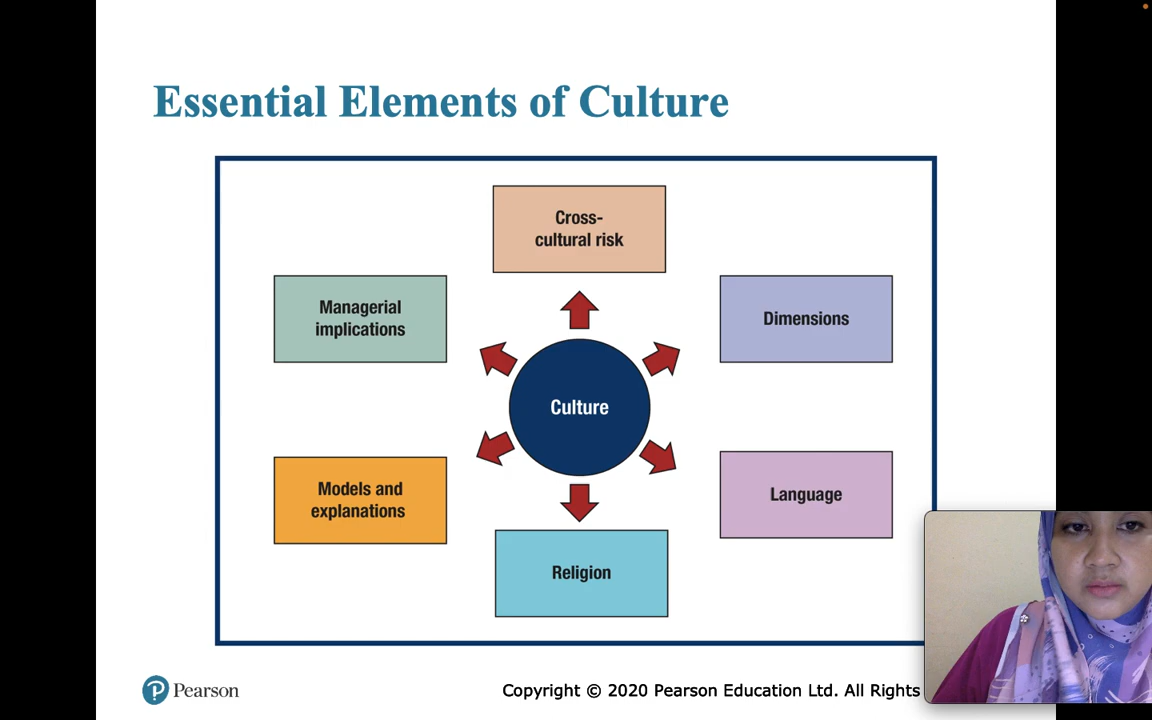 Essential Elements of Culture
Cross-
cultural risk
Managerial
implications
Dimensions
Culture
Models and
explanations
Language
Religion
Pearson
Copyright © 2020 Pearson Education Ltd. All Rights